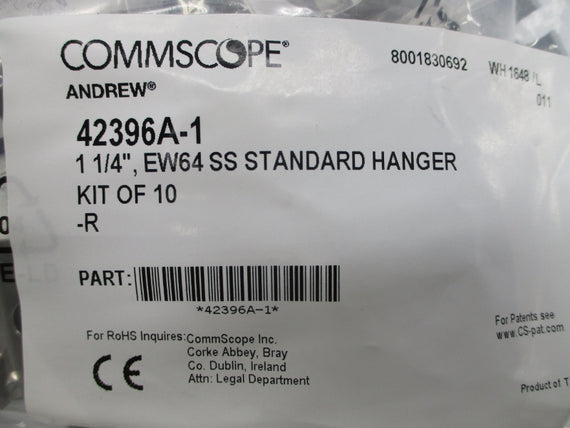 COMMSCOPE®
8001830692
WH 1648 /L
011
ANDREW®
42396A-1
1 1/4", EW64 SS STANDARD HANGER
KIT OF 10
-R
PART:
*42396A-1*
For Patents see
www.CS-pat.com
For RoHS Inquires: CommScope Inc.
Corke Abbey, Bray
Co. Dublin, Ireland
Attn: Legal Department
CE
Product of T